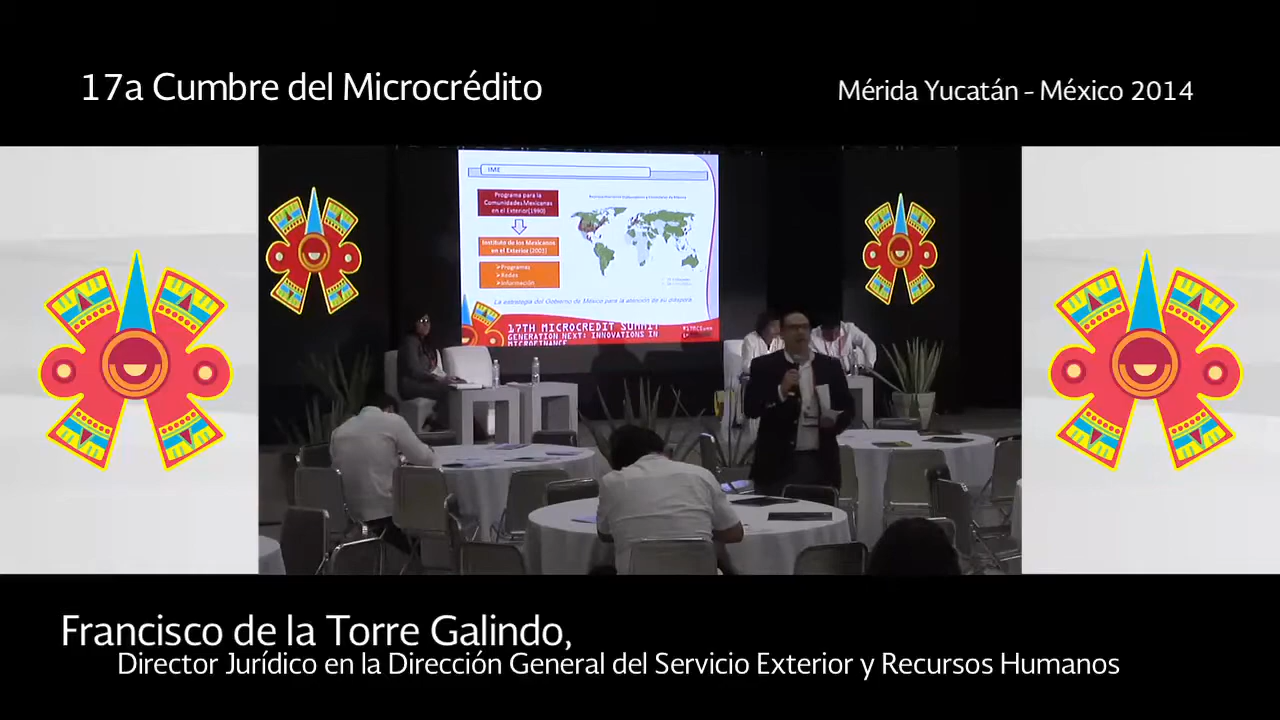 17a Cumbre del Microcrédito
Mérida Yucatán - México 2014
IME
Programa para la
Comunidades Mexicanas
en el Exterior(1990)
Instituto de los Mexicanos
en el Exterior (2003)
➢Programas
➢Redes
➢Información
La estrategia del Gobierno de México para la atención de su diáspora
17TH MICROCREDIT SUMMIT
GENERATION NEXT: INNOVATIONS IN
MICROFINANCE
Francisco de la Torre Galindo,
Director Jurídico en la Dirección General del Servicio Exterior y Recursos Humanos